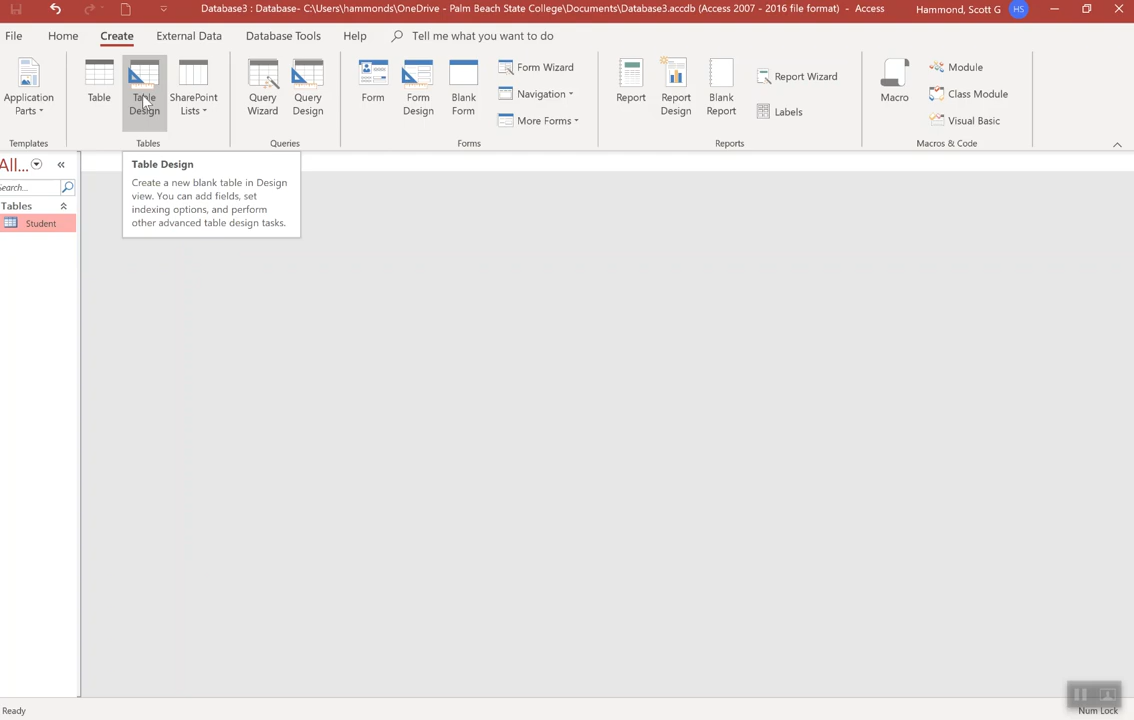 Database3 : Database- C:\Users\hammonds\OneDrive - Palm Beach State College\Documents\Database3.accdb (Access 2007 - 2016 file format) - Access
Hammond, Scott G
HS
File
Home
Create
External Data
Database Tools
Help
Tell me what you want to do
Application
Parts
Table
Table
Design
SharePoint
Lists
Query
Wizard
Query
Design
Form
Form
Design
Blank
Form
Form Wizard
Navigation
More Forms
Report
Report
Design
Blank
Report
Report Wizard
Labels
Macro
Module
Class Module
Visual Basic
Templates
Tables
Queries
Forms
Reports
Macros & Code
All...
Table Design
Create a new blank table in Design
view. You can add fields, set
indexing options, and perform
other advanced table design tasks.
Search...
Tables
Student
Ready
Num Lock